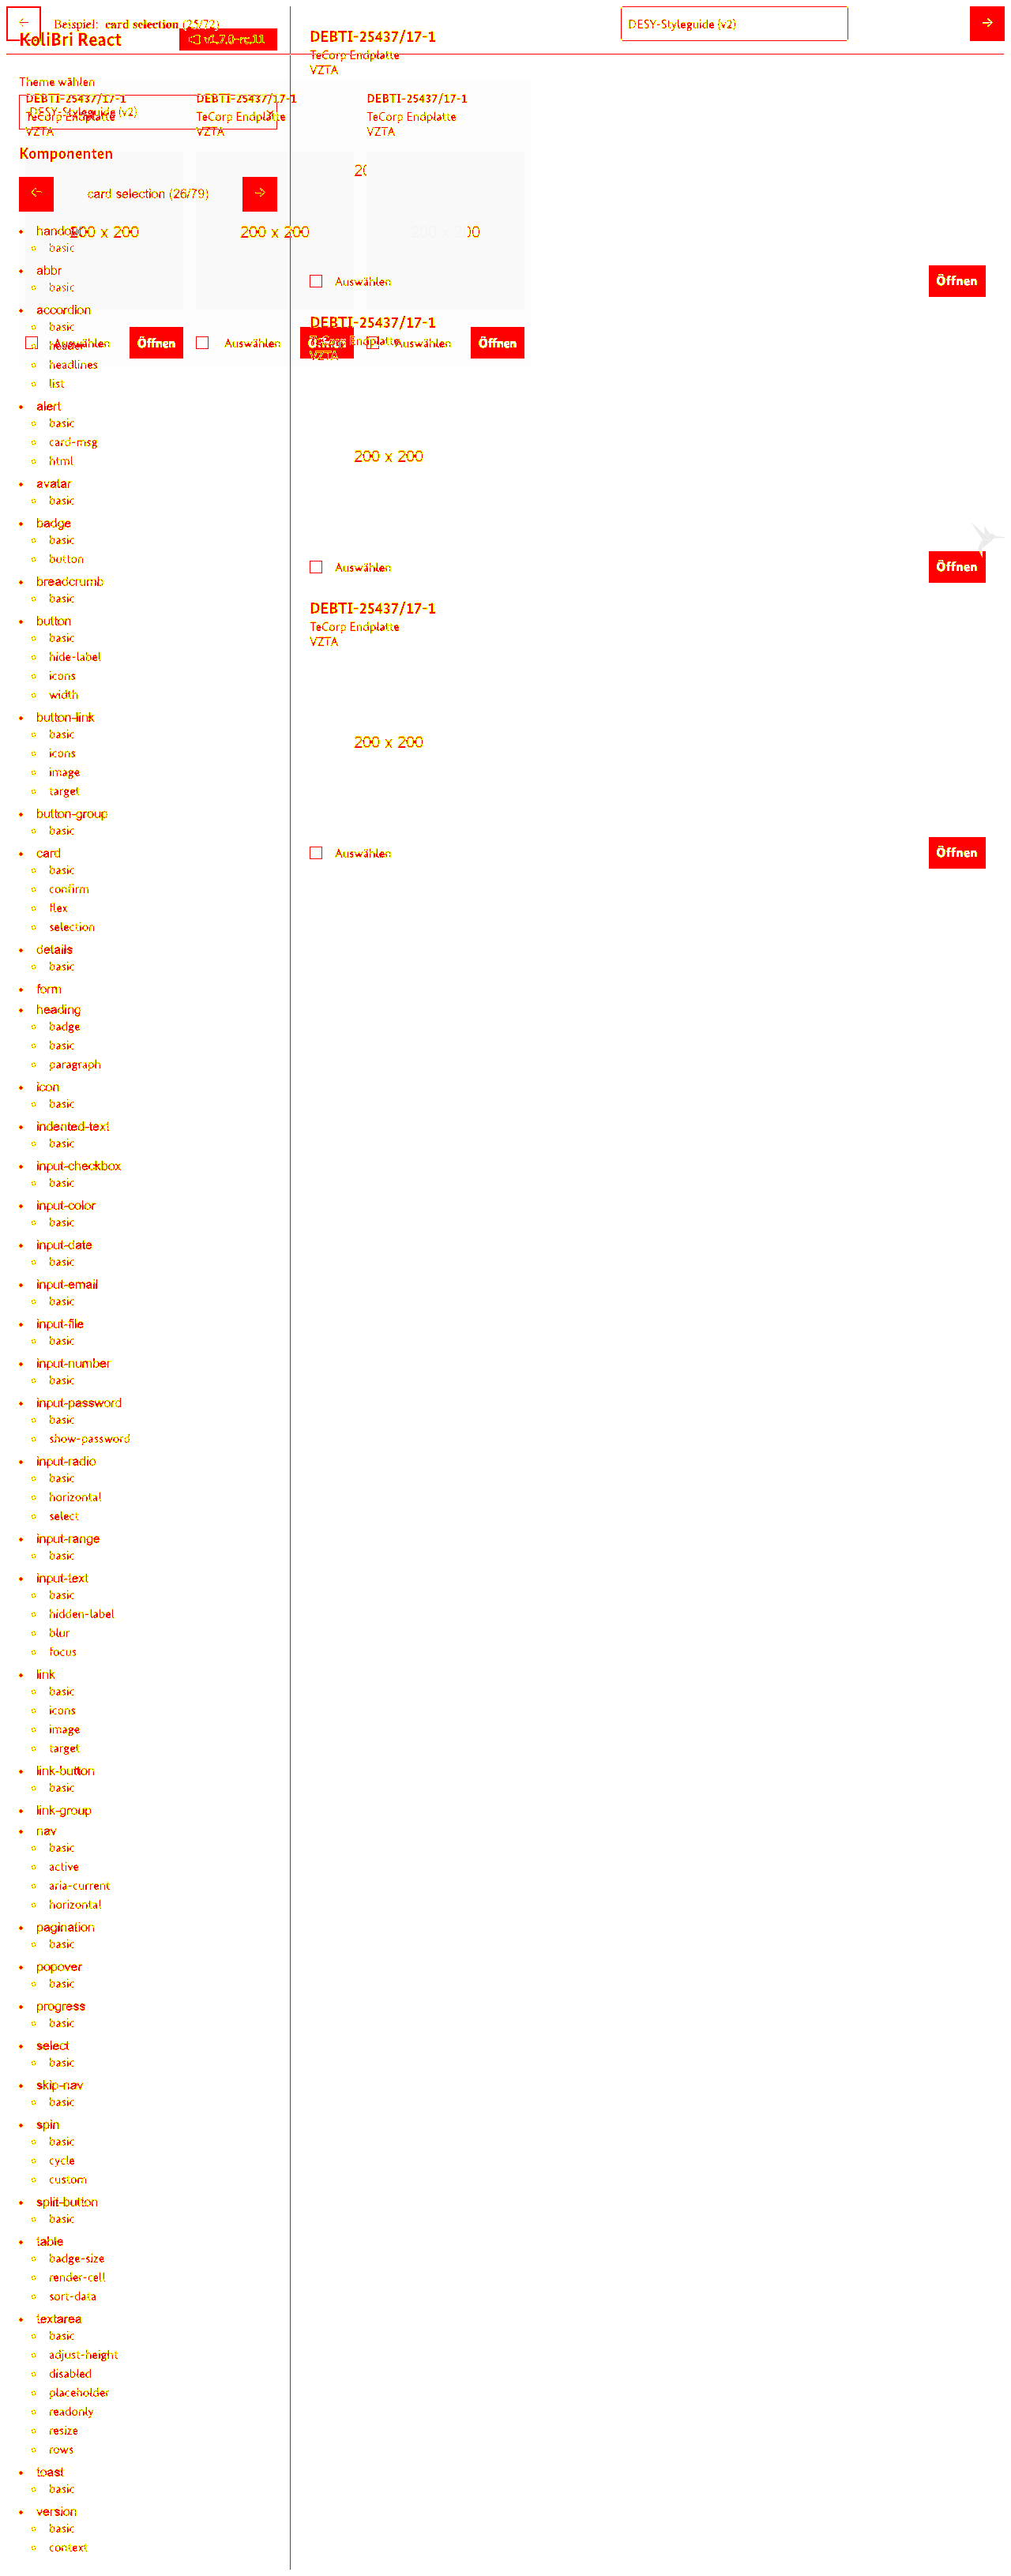 Beispiel: card selection (25/72)
DESY-Styleguide (v2)
KoliBri React
v1.7.0-rc.11
DEBTI-25437/17-1
TeCorp Endplatte
VZTA
Theme wählen
DESY-Styleguide (v2)
DEBTI-25437/17-1
TeCorp Endplatte
VZTA
DEBTI-25437/17-1
TeCorp Endplatte
VZTA
DEBTI-25437/17-1
TeCorp Endplatte
VZTA
Komponenten
card selection (26/79)
200 x 200
200 x 200
Auswählen
Öffnen
Auswählen
Öffnen
Auswählen
Auswählen
Öffnen
DEBTI-25437/17-1
TeCorp Endplatte
VZTA
200 x 200
Auswählen
Öffnen
DEBTI-25437/17-1
TeCorp Endplatte
VZTA
200 x 200
Auswählen
Öffnen
handout
basic
abbr
basic
accordion
basic
header
headlines
list
alert
basic
card-msg
html
avatar
basic
badge
basic
button
breadcrumb
basic
button
basic
hide-label
icons
width
button-link
basic
icons
image
target
button-group
basic
card
basic
confirm
flex
selection
details
basic
form
heading
badge
basic
paragraph
icon
basic
indented-text
basic
input-checkbox
basic
input-color
basic
input-date
basic
input-email
basic
input-file
basic
input-number
basic
input-password
basic
show-password
input-radio
basic
horizontal
select
input-range
basic
input-text
basic
hidden-label
blur
focus
link
basic
icons
image
target
link-button
basic
link-group
nav
basic
active
aria-current
horizontal
pagination
basic
popover
basic
progress
basic
select
basic
skip-nav
basic
spin
basic
cycle
custom
split-button
basic
table
badge-size
render-cell
sort-data
textarea
basic
adjust-height
disabled
placeholder
readonly
resize
rows
toast
basic
version
basic
context